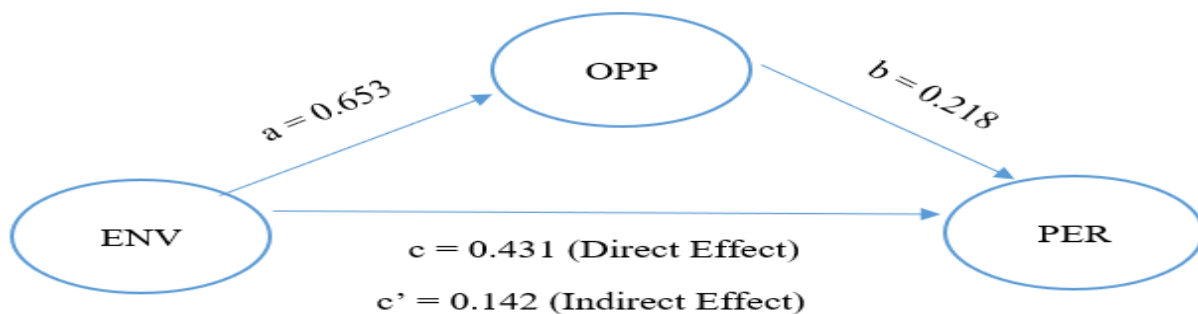 OPP
a = 0.653
b = 0.218
ENV
PER
c = 0.431 (Direct Effect)
c’ = 0.142 (Indirect Effect)